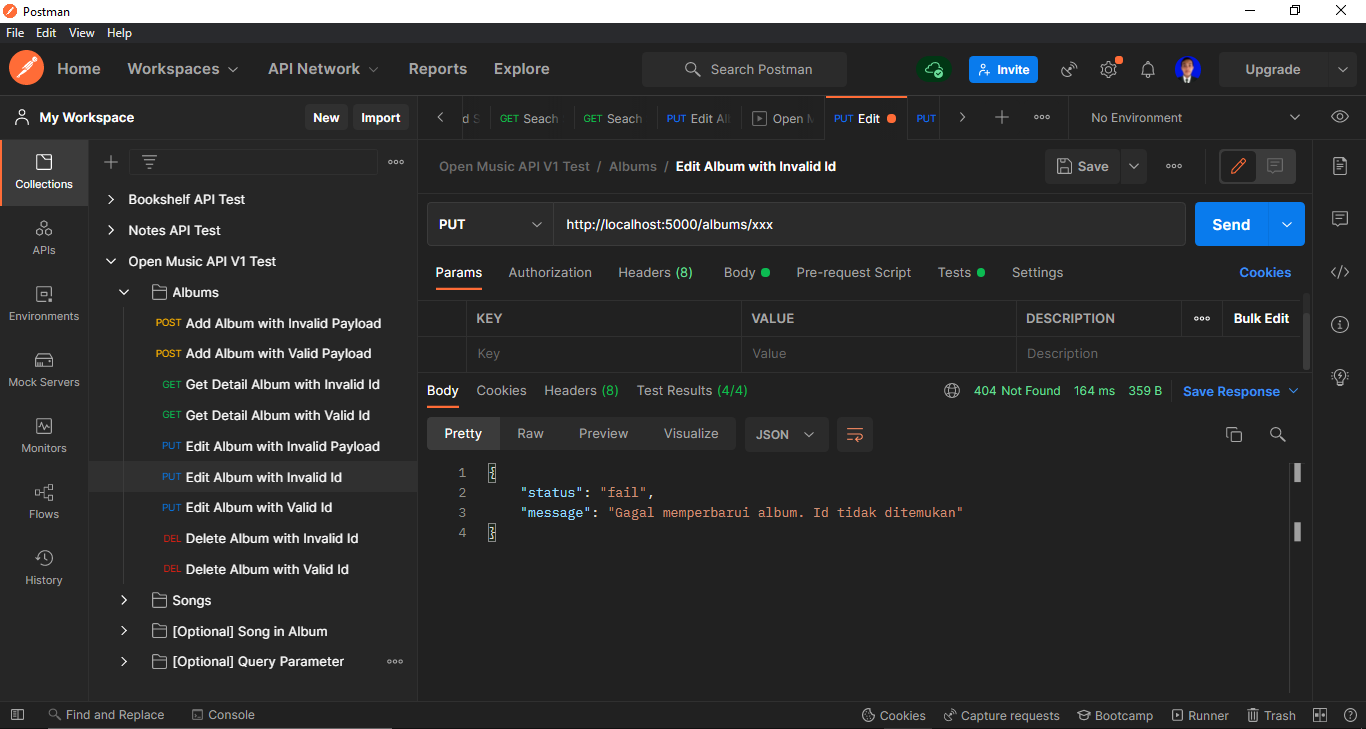 Postman
File Edit View Help
Home Workspaces API Network Reports Explore Search Postman Invite Upgrade
My Workspace New Import
d S GET Seach GET Seach PUT Edit Al Open M PUT Edit PUT No Environment
Collections
APIs
Environments
Mock Servers
Monitors
Flows
History
Bookshelf API Test
Notes API Test
Open Music API V1 Test
Albums
POST Add Album with Invalid Payload
POST Add Album with Valid Payload
GET Get Detail Album with Invalid Id
GET Get Detail Album with Valid Id
PUT Edit Album with Invalid Payload
PUT Edit Album with Invalid Id
PUT Edit Album with Valid Id
DEL Delete Album with Invalid Id
DEL Delete Album with Valid Id
Songs
[Optional] Song in Album
[Optional] Query Parameter
Open Music API V1 Test / Albums / Edit Album with Invalid Id Save
PUT http://localhost:5000/albums/xxx Send
Params Authorization Headers (8) Body Pre-request Script Tests Settings Cookies
KEY VALUE DESCRIPTION Bulk Edit
Key Value Description
Body Cookies Headers (8) Test Results (4/4) 404 Not Found 164 ms 359 B Save Response
Pretty Raw Preview Visualize JSON
1 {
2 "status": "fail",
3 "message": "Gagal memperbarui album. Id tidak ditemukan"
4 }
Find and Replace Console Cookies Capture requests Bootcamp Runner Trash